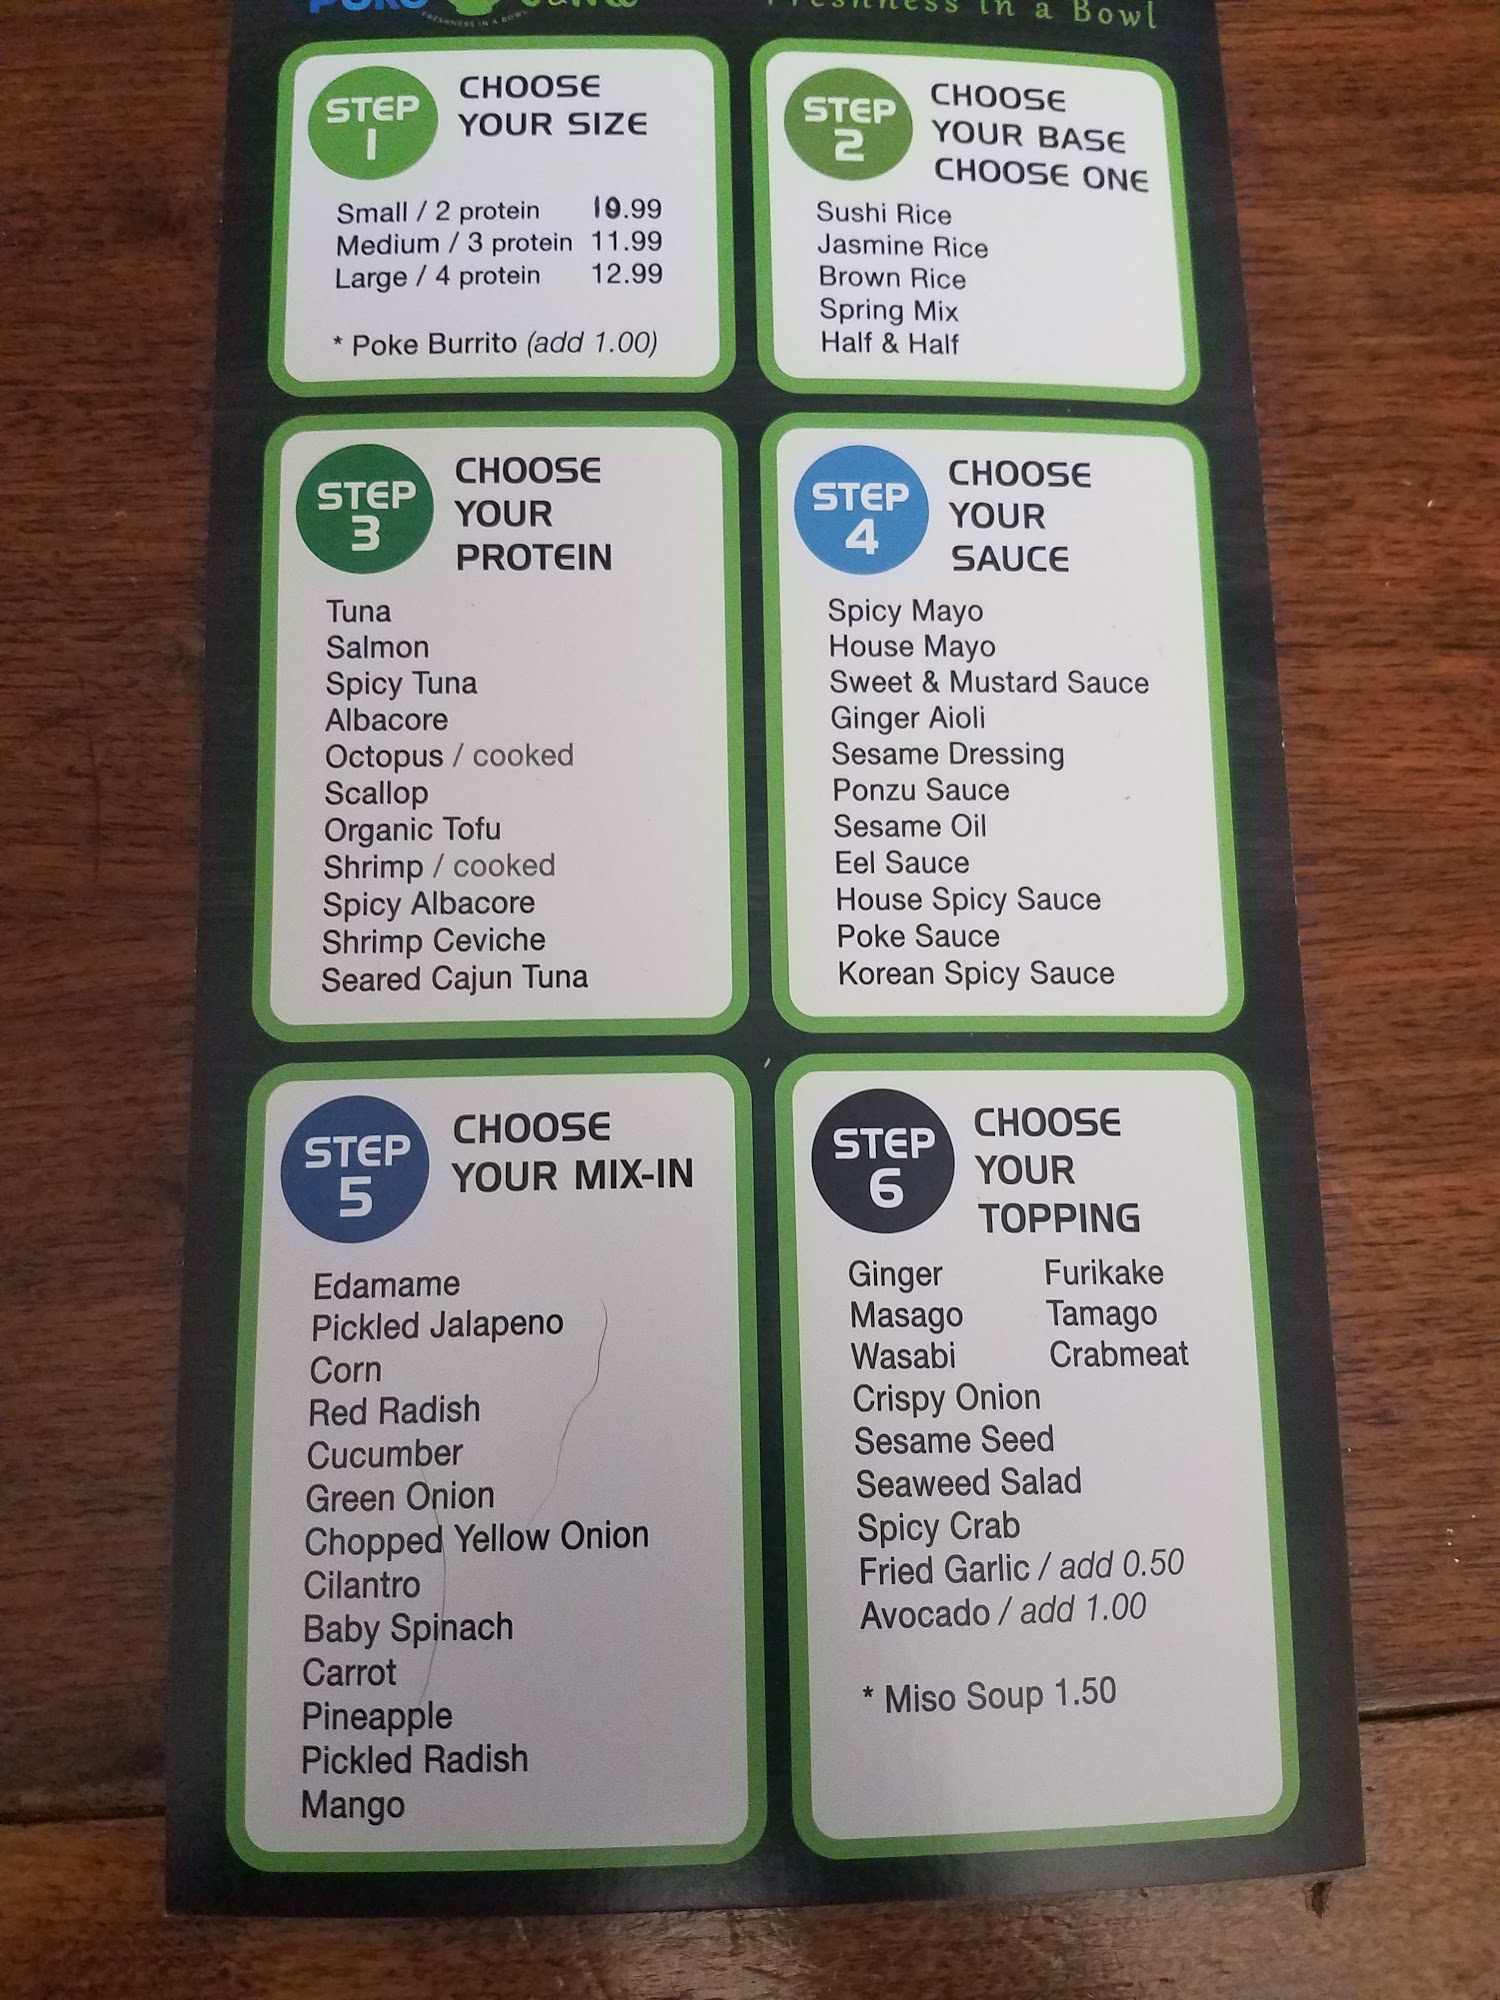 FRESHNESS IN A BOWL
Freshness in a Bowl
STEP
1
CHOOSE
YOUR SIZE
Small / 2 protein 10.99
Medium / 3 protein 11.99
Large / 4 protein 12.99
* Poke Burrito (add 1.00)
STEP
2
CHOOSE
YOUR BASE
CHOOSE ONE
Sushi Rice
Jasmine Rice
Brown Rice
Spring Mix
Half & Half
STEP
3
CHOOSE
YOUR
PROTEIN
Tuna
Salmon
Spicy Tuna
Albacore
Octopus / cooked
Scallop
Organic Tofu
Shrimp / cooked
Spicy Albacore
Shrimp Ceviche
Seared Cajun Tuna
STEP
4
CHOOSE
YOUR
SAUCE
Spicy Mayo
House Mayo
Sweet & Mustard Sauce
Ginger Aioli
Sesame Dressing
Ponzu Sauce
Sesame Oil
Eel Sauce
House Spicy Sauce
Poke Sauce
Korean Spicy Sauce
STEP
5
CHOOSE
YOUR MIX-IN
Edamame
Pickled Jalapeno
Corn
Red Radish
Cucumber
Green Onion
Chopped Yellow Onion
Cilantro
Baby Spinach
Carrot
Pineapple
Pickled Radish
Mango
STEP
6
CHOOSE
YOUR
TOPPING
Ginger Furikake
Masago Tamago
Wasabi Crabmeat
Crispy Onion
Sesame Seed
Seaweed Salad
Spicy Crab
Fried Garlic / add 0.50
Avocado / add 1.00
* Miso Soup 1.50